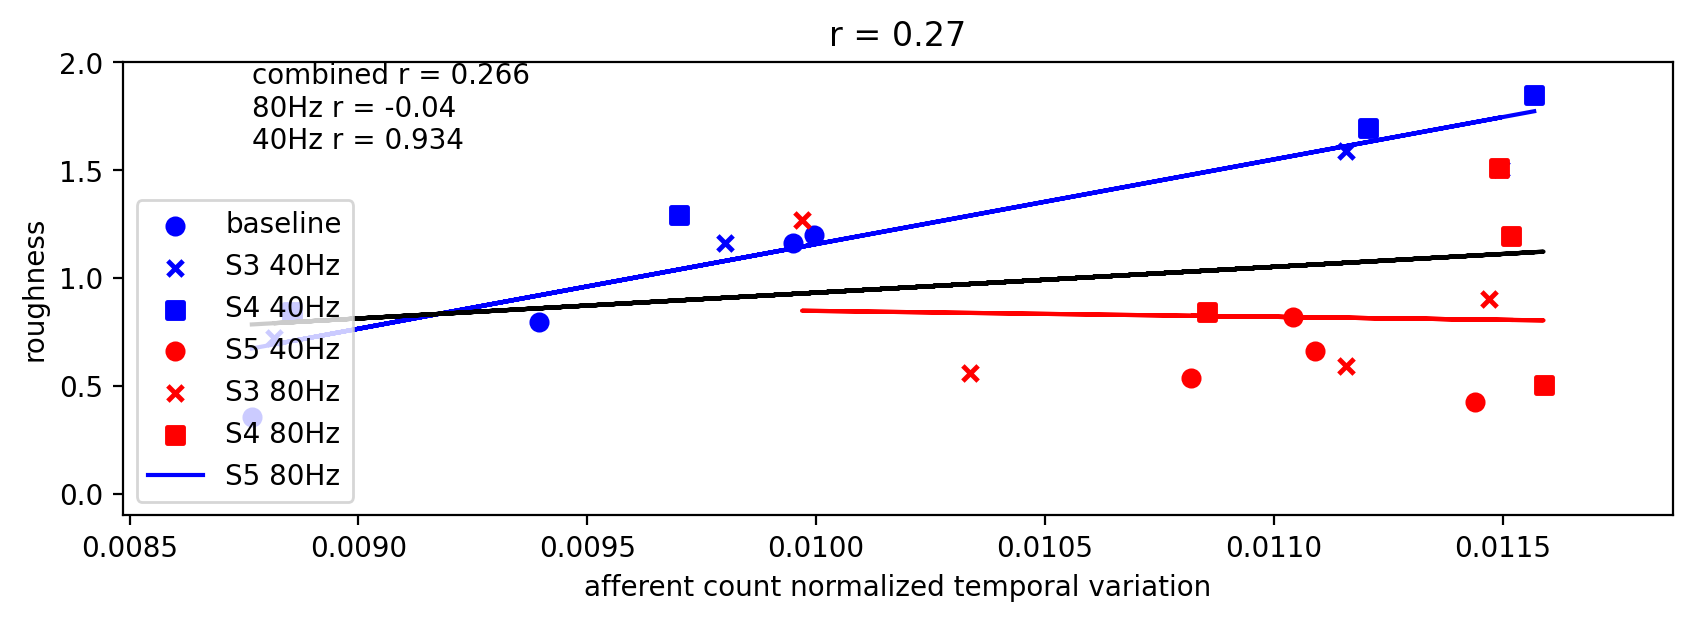 r = 0.27
combined r = 0.266
80Hz r = -0.04
40Hz r = 0.934
baseline
S3 40Hz
S4 40Hz
S5 40Hz
S3 80Hz
S4 80Hz
S5 80Hz
roughness
2.0
1.5
1.0
0.5
0.0
0.0085
0.0090
0.0095
0.0100
0.0105
0.0110
0.0115
afferent count normalized temporal variation